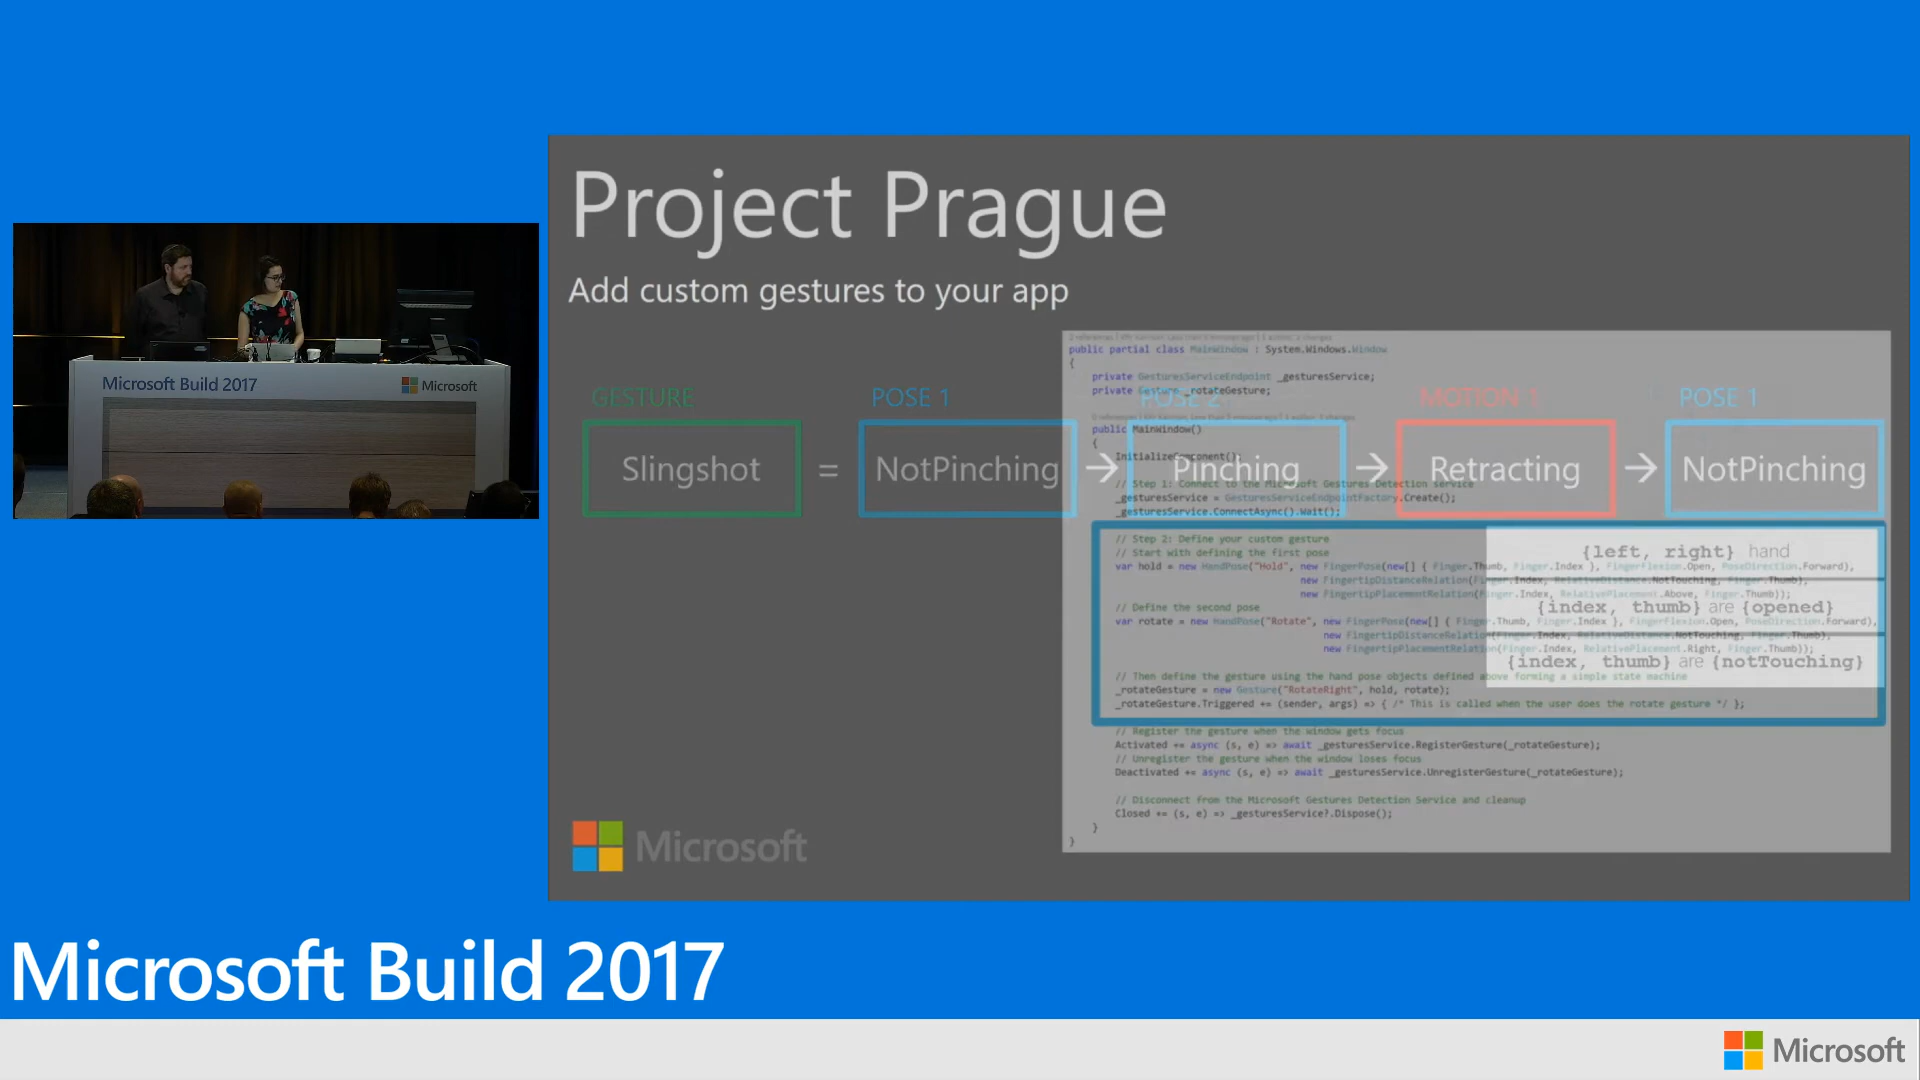 Project Prague
Add custom gestures to your app
GESTURE
POSE 1
POSE 2
MOTION 1
POSE 1
Slingshot
=
NotPinching
→
Pinching
→
Retracting
→
NotPinching
public partial class MainWindow : System.Windows.Window
{
private GesturesServiceEndpoint _gesturesService;
private Gesture _rotateGesture;
public MainWindow()
{
InitializeComponent();
// Step 1: Connect to the Microsoft Gestures Detection service
_gesturesService = GesturesServiceEndpointFactory.Create();
_gesturesService.ConnectAsync().Wait();
// Step 2: Define your custom gesture
// Start with defining the first pose
var hold = new HandPose("Hold", new FingerPose(new[] { Finger.Thumb, Finger.Index }, FingerFlexion.Open, PoseDirection.Forward),
new FingertipDistanceRelation(Finger.Index, RelativeDistance.NotTouching, Finger.Thumb),
new FingertipPlacementRelation(Finger.Index, RelativePlacement.Above, Finger.Thumb));
// Define the second pose
var rotate = new HandPose("Rotate", new FingerPose(new[] { Finger.Thumb, Finger.Index }, FingerFlexion.Open, PoseDirection.Forward),
new FingertipDistanceRelation(Finger.Index, RelativeDistance.NotTouching, Finger.Thumb),
new FingertipPlacementRelation(Finger.Index, RelativePlacement.Right, Finger.Thumb));
// Then define the gesture using the hand pose objects defined above forming a simple state machine
_rotateGesture = new Gesture("RotateRight", hold, rotate);
_rotateGesture.Triggered += (sender, args) => { /* This is called when the user does the rotate gesture */ };
// Register the gesture when the window gets focus
Activated += async (s, e) => await _gesturesService.RegisterGesture(_rotateGesture);
// Unregister the gesture when the window loses focus
Deactivated += async (s, e) => await _gesturesService.UnregisterGesture(_rotateGesture);
// Disconnect from the Microsoft Gestures Detection Service and cleanup
Closed += (s, e) => _gesturesService?.Dispose();
}
}
{left, right} hand
{index, thumb} are {opened}
{index, thumb} are {notTouching}
Microsoft
Microsoft Build 2017
Microsoft
Microsoft Build 2017
Microsoft